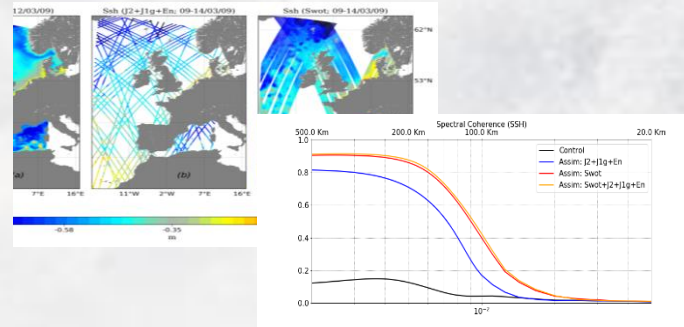 12/03/09)
Ssh (J2+J1g+En; 09-14/03/09)
Ssh (Swot; 09-14/03/09)
62°N
53°N
a)
(b)
7°E 16°E
11°W 2°W 7°E 16°E
-0.58 -0.35
m
Spectral Coherence (SSH)
500.0 Km 200.0 Km 100.0 Km 20.0 Km
1.0
0.8
0.6
0.4
0.2
0.0
Control
Assim: J2+J1g+En
Assim: Swot
Assim: Swot+J2+J1g+En